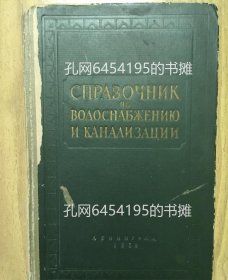 孔网6454195的书摊
СПРАВОЧНИК
ПО
ВОДОСНАБЖЕНИЮ
И КАНАЛИЗАЦИИ
孔网6454195的书摊